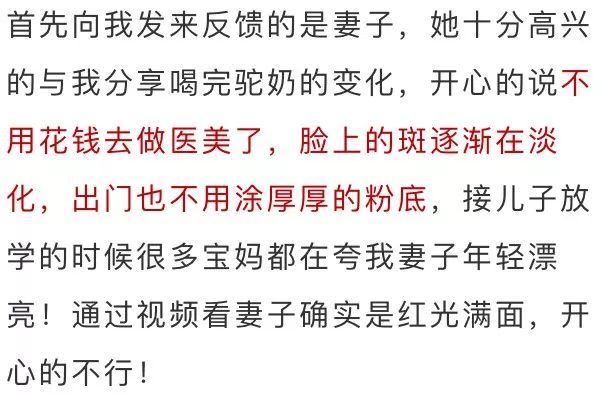 首先向我发来反馈的是妻子，她十分高兴
的与我分享喝完驼奶的变化，开心的说不
用花钱去做医美了，脸上的斑逐渐在淡
化，出门也不用涂厚厚的粉底，接儿子放
学的时候很多宝妈都在夸我妻子年轻漂
亮！通过视频看妻子确实是红光满面，开
心的不行！